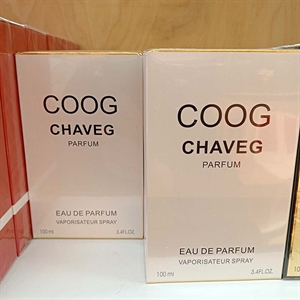 COOG
CHAVEG
PARFUM
EAU DE PARFUM
VAPORISATEUR SPRAY
100 ml 3.4FL.OZ.
COOG
CHAVEG
PARFUM
EAU DE PARFUM
VAPORISATEUR SPRAY
100 ml 3.4FL.OZ.